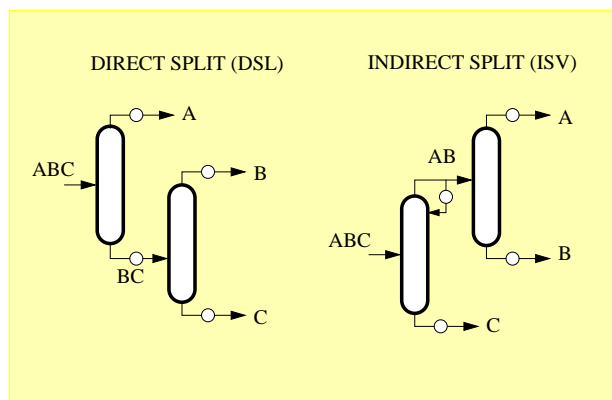 DIRECT SPLIT (DSL)
A
ABC
B
BC
C
INDIRECT SPLIT (ISV)
A
AB
ABC
B
C